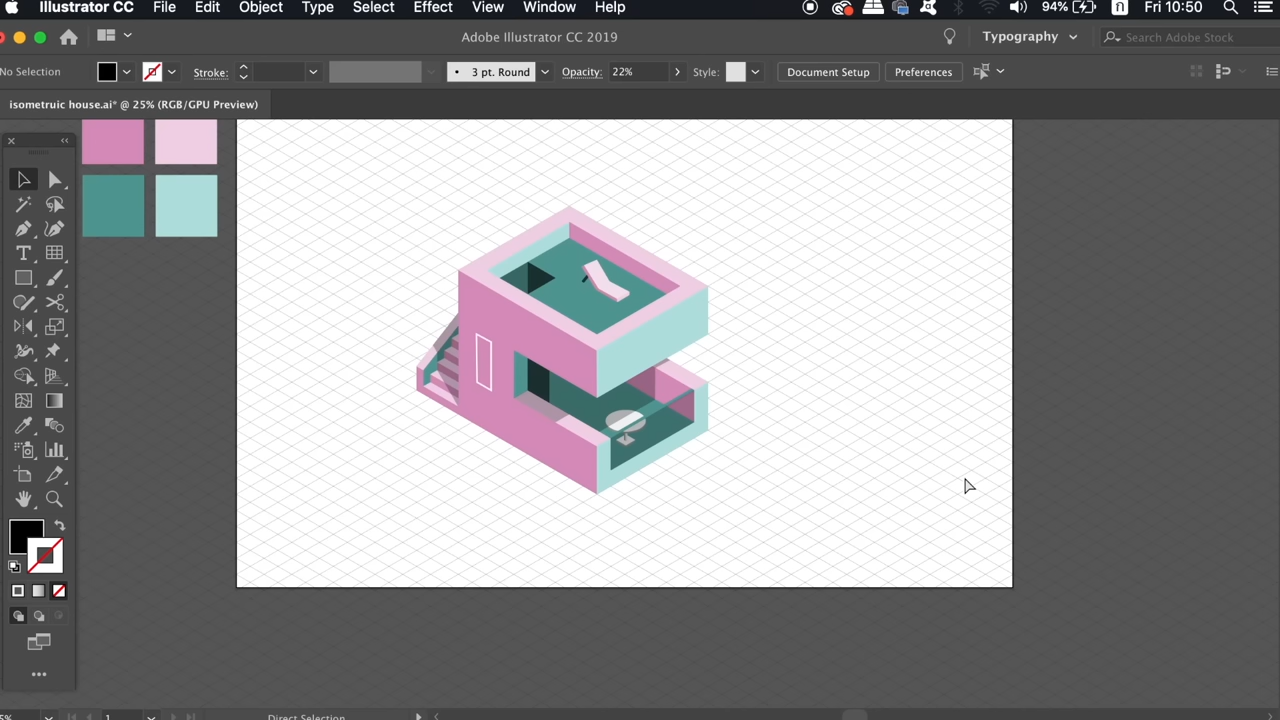 Illustrator CC File Edit Object Type Select Effect View Window Help 94% ก Fri 10:50
Adobe Illustrator CC 2019 Typography Search Adobe Stock
No Selection Stroke: 3 pt. Round Opacity: 22% Style: Document Setup Preferences
isometruic house.ai* @ 25% (RGB/GPU Preview)
1 Direct Selection